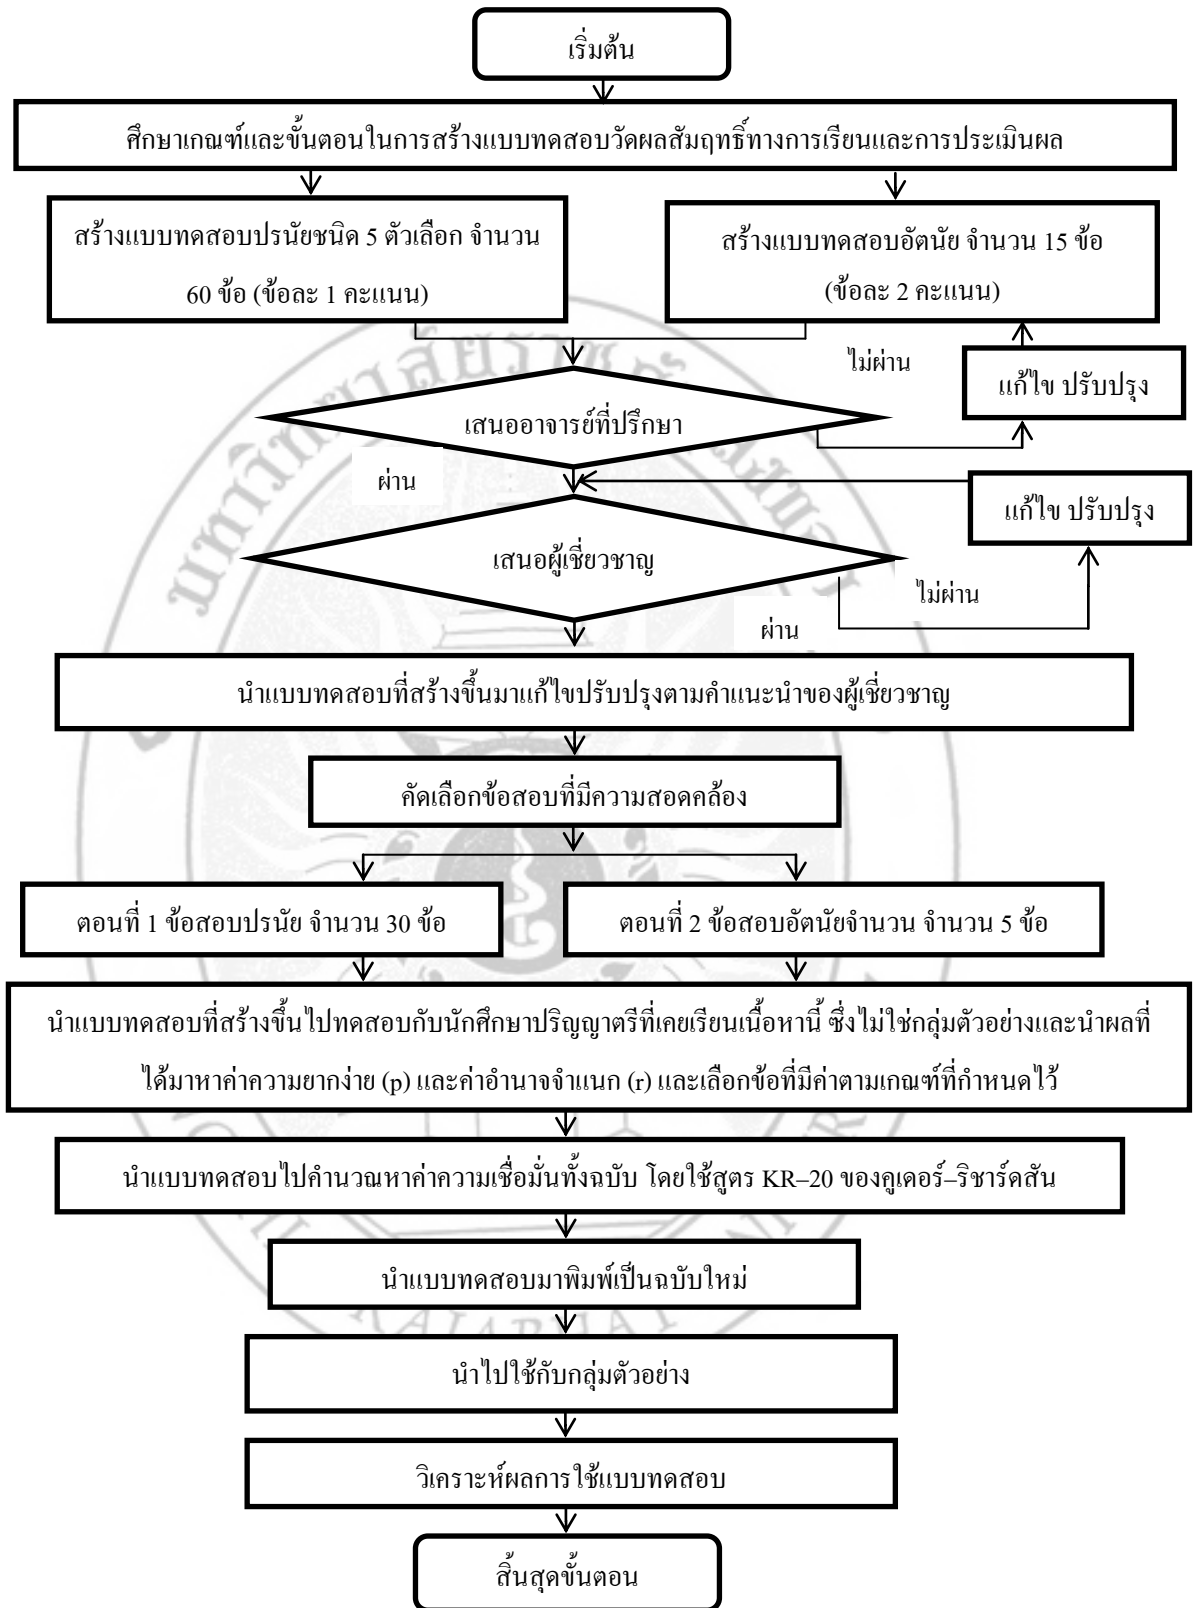 เริ่มต้น
ศึกษาเกณฑ์และขั้นตอนในการสร้างแบบทดสอบวัดผลสัมฤทธิ์ทางการเรียนและการประเมินผล
สร้างแบบทดสอบปรนัยชนิด 5 ตัวเลือก จำนวน
60 ข้อ (ข้อละ 1 คะแนน)
สร้างแบบทดสอบอัตนัย จำนวน 15 ข้อ
(ข้อละ 2 คะแนน)
ไม่ผ่าน
แก้ไข ปรับปรุง
เสนออาจารย์ที่ปรึกษา
ผ่าน
แก้ไข ปรับปรุง
เสนอผู้เชี่ยวชาญ
ไม่ผ่าน
ผ่าน
นำแบบทดสอบที่สร้างขึ้นมาแก้ไขปรับปรุงตามคำแนะนำของผู้เชี่ยวชาญ
คัดเลือกข้อสอบที่มีความสอดคล้อง
ตอนที่ 1 ข้อสอบปรนัย จำนวน 30 ข้อ
ตอนที่ 2 ข้อสอบอัตนัยจำนวน จำนวน 5 ข้อ
นำแบบทดสอบที่สร้างขึ้นไปทดสอบกับนักศึกษาปริญญาตรีที่เคยเรียนเนื้อหานี้ ซึ่งไม่ใช่กลุ่มตัวอย่างและนำผลที่
ได้มาหาค่าความยากง่าย (p) และค่าอำนาจจำแนก (r) และเลือกข้อที่มีค่าตามเกณฑ์ที่กำหนดไว้
นำแบบทดสอบไปคำนวณหาค่าความเชื่อมั่นทั้งฉบับ โดยใช้สูตร KR–20 ของคูเดอร์–ริชาร์ดสัน
นำแบบทดสอบมาพิมพ์เป็นฉบับใหม่
นำไปใช้กับกลุ่มตัวอย่าง
วิเคราะห์ผลการใช้แบบทดสอบ
สิ้นสุดขั้นตอน